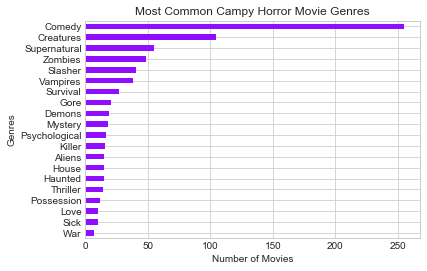 Most Common Campy Horror Movie Genres
Genres
Comedy
Creatures
Supernatural
Zombies
Slasher
Vampires
Survival
Gore
Demons
Mystery
Psychological
Killer
Aliens
House
Haunted
Thriller
Possession
Love
Sick
War
0 50 100 150 200 250
Number of Movies